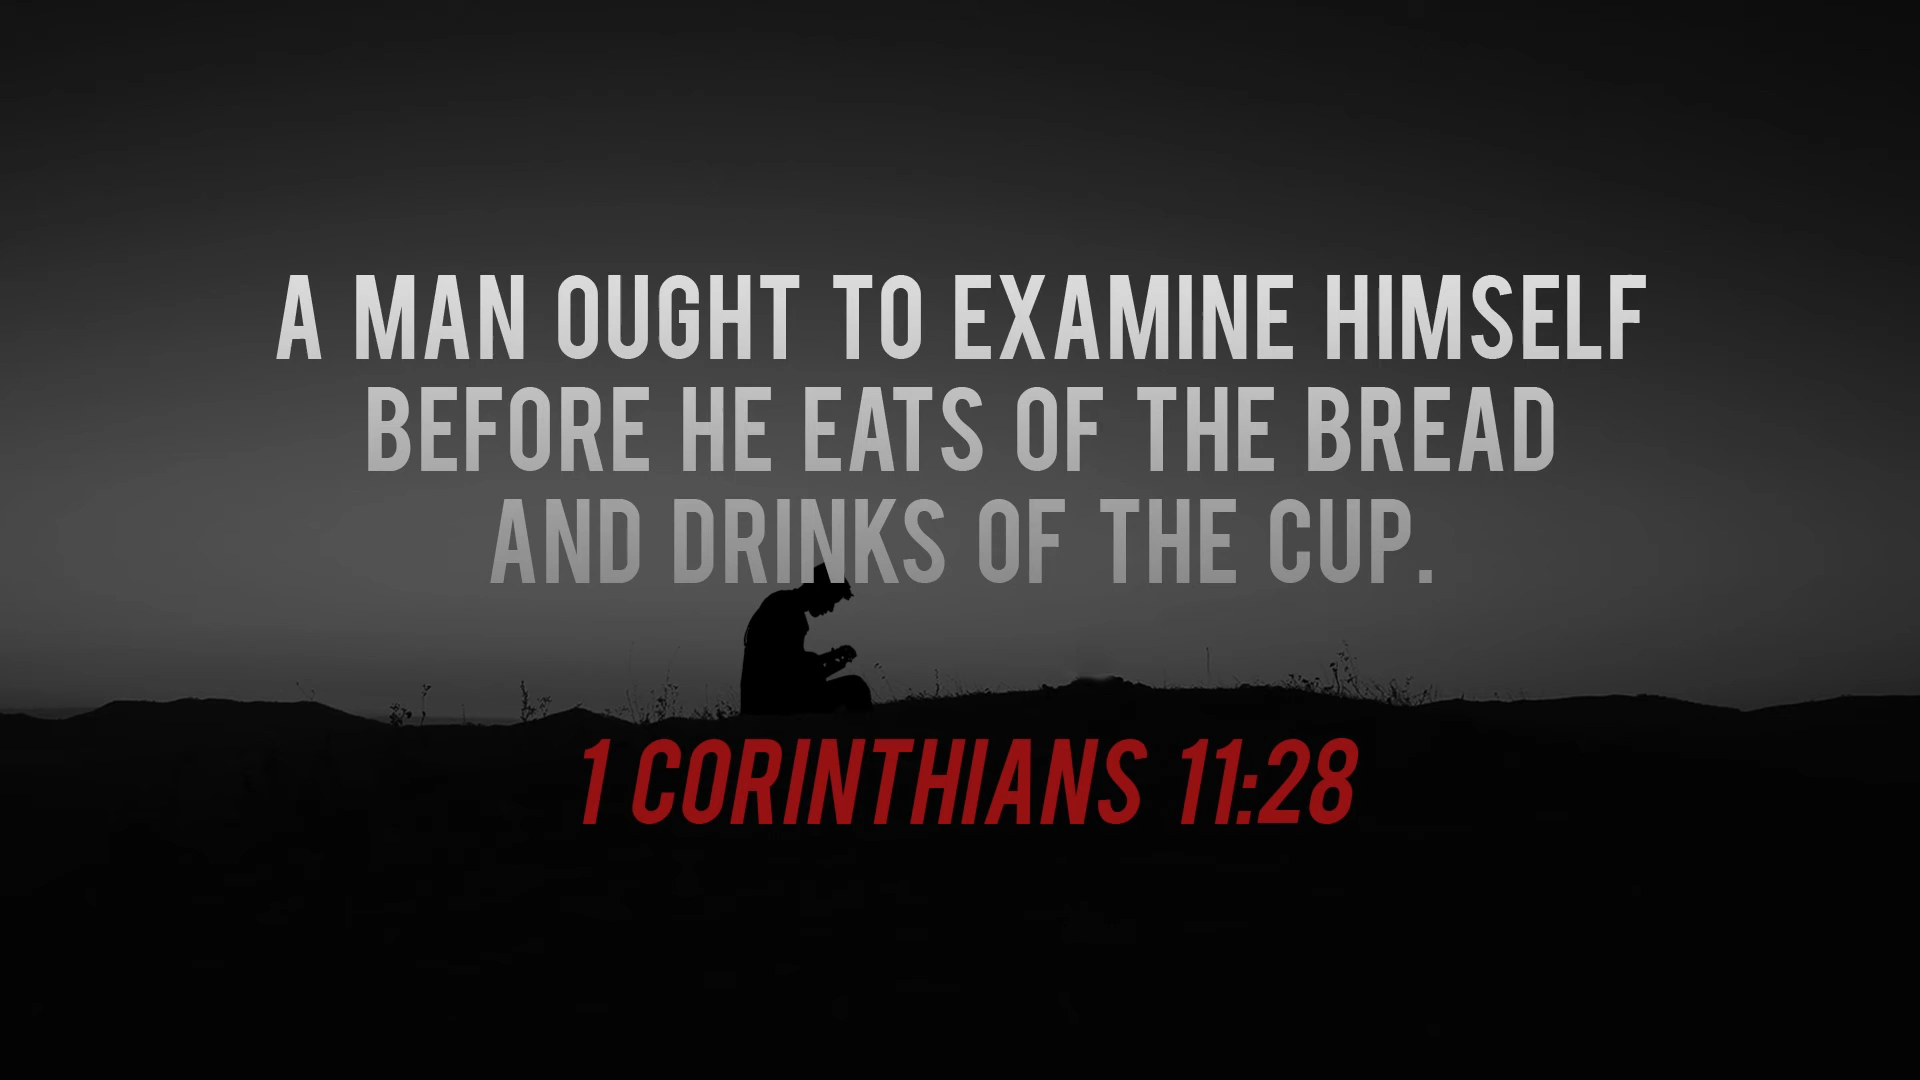 A MAN OUGHT TO EXAMINE HIMSELF
BEFORE HE EATS OF THE BREAD
AND DRINKS OF THE CUP.
1 CORINTHIANS 11:28